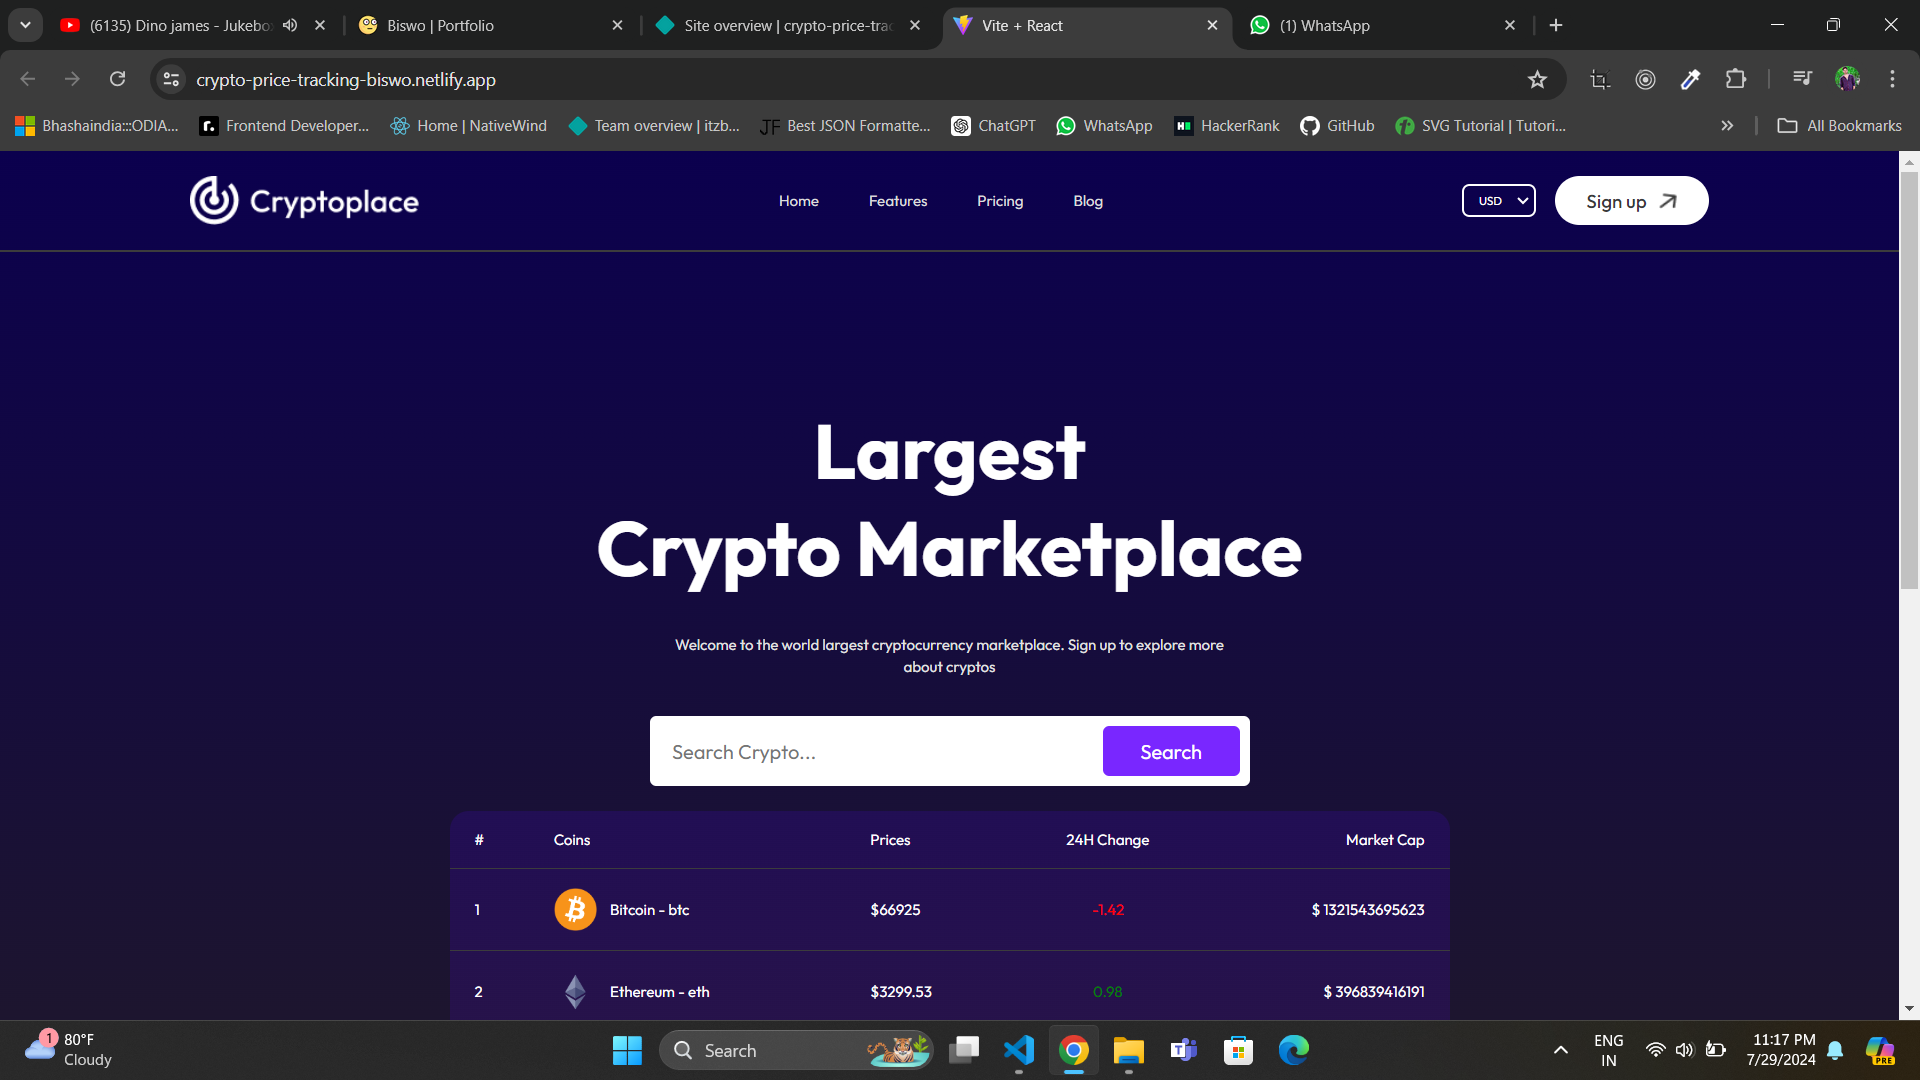 (6135) Dino james - Jukebo
Biswo | Portfolio
Site overview | crypto-price-tra
Vite + React
(1) WhatsApp
crypto-price-tracking-biswo.netlify.app
Bhashaindia:::ODIA...
Frontend Developer...
Home | NativeWind
Team overview | itzb...
JF Best JSON Formatte...
ChatGPT
WhatsApp
HackerRank
GitHub
SVG Tutorial | Tutori...
All Bookmarks
Cryptoplace
Home
Features
Pricing
Blog
USD
Sign up
Largest
Crypto Marketplace
Welcome to the world largest cryptocurrency marketplace. Sign up to explore more
about cryptos
Search Crypto...
Search
# Coins Prices 24H Change Market Cap
1 Bitcoin - btc $66925 -1.42 $ 1321543695623
2 Ethereum - eth $3299.53 0.98 $ 396839416191
1
80°F
Cloudy
Search
PRE
ENG
IN
11:17 PM
7/29/2024